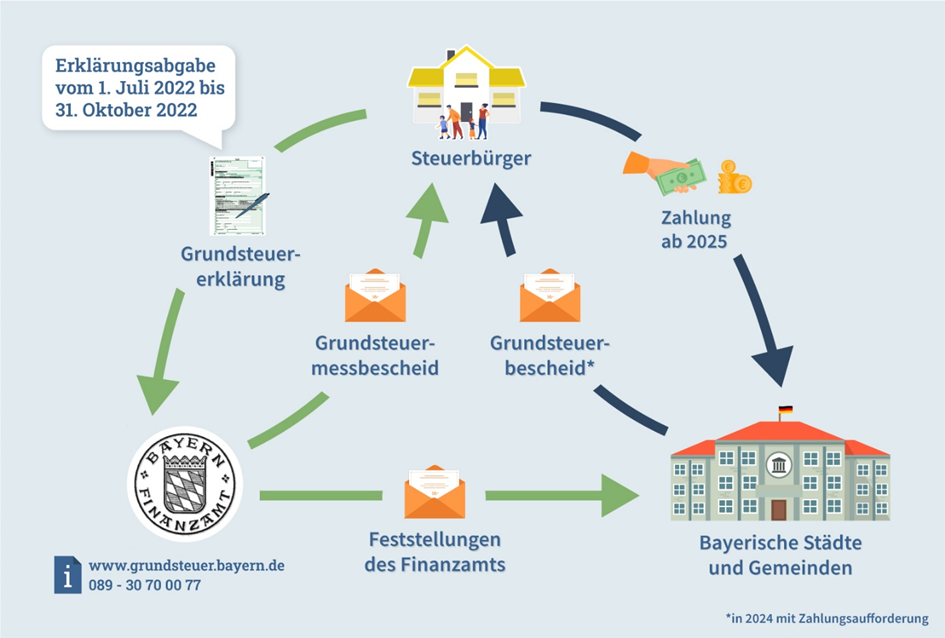 Erklärungsabgabe
vom 1. Juli 2022 bis
31. Oktober 2022
Steuerbürger
Grundsteuer-
erklärung
Zahlung
ab 2025
Grundsteuer-
messbescheid
Grundsteuer-
bescheid*
BAYERN
FINANZAMT
Feststellungen
des Finanzamts
Bayerische Städte
und Gemeinden
i
www.grundsteuer.bayern.de
089 - 30 70 00 77
*in 2024 mit Zahlungsaufforderung